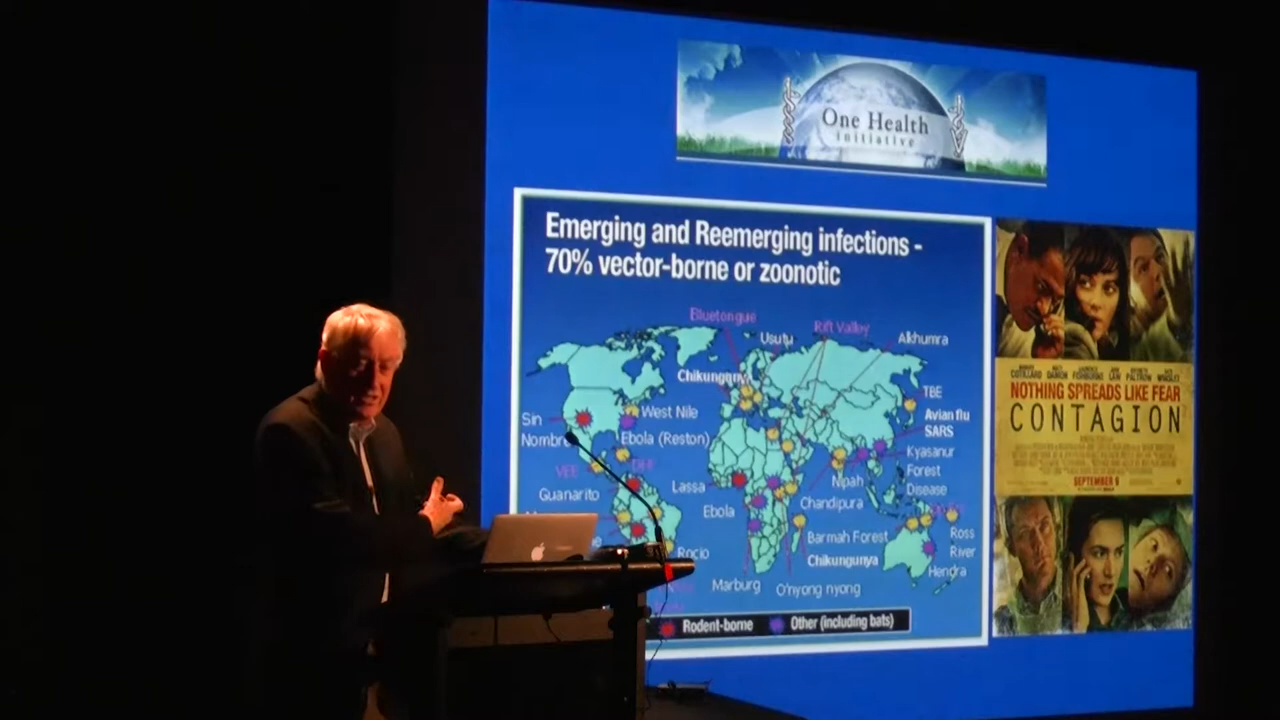 One Health
initiative
Emerging and Reemerging infections -
70% vector-borne or zoonotic
Bluetongue
Usutu
Rift Valley
Alkhumra
Chikunguny
TBE
Sin
Nombre
West Nile
Avian flu
SARS
Ebola (Reston)
Kyasanur
Forest
Disease
VEE
DHF
Guanarito
Lassa
Nipah
Ebola
Chandipura
Rocio
Barmah Forest
Chikungunya
Ross
River
Hendra
Marburg
O'nyong nyong
Rodent-borne
Other (including bats)
NOTHING SPREADS LIKE FEAR
CONTAGION
SEPTEMBER 9